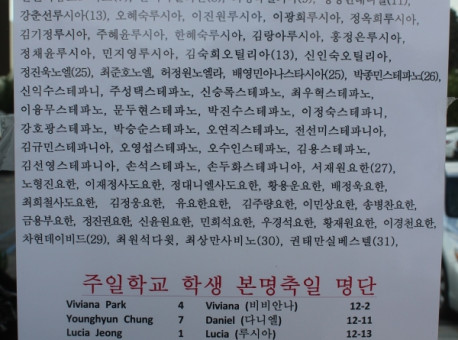 강춘선루시아(13), 오혜숙루시아, 이진원루시아, 이광희루시아, 정옥희루시아,
김기정루시아, 주혜윤루시아, 한혜숙루시아, 김랑아루시아, 홍정은루시아,
정채윤루시아, 민지영루시아, 김숙희오틸리아(13), 신인숙오틸리아,
정진욱노엘(25), 최준호노엘, 허정원노엘라, 배영민아나스타시아(25), 박종민스테파노(26),
신익수스테파니, 주성택스테파노, 신승록스테파노, 최우혁스테파노,
이용무스테파노, 문두현스테파노, 박진수스테파노, 이정숙스테파니,
강호광스테파노, 박승순스테파노, 오연직스테파노, 전선미스테파니아,
김규민스테파니아, 오영섭스테파노, 오수인스테파노, 김용스테파노,
김선영스테파니아, 손석스테파노, 손두화스테파니아, 서재원요한(27),
노형진요한, 이재정사도요한, 정대니엘사도요한, 황용운요한, 배정욱요한,
최희철사도요한, 김정웅요한, 유요한요한, 김주량요한, 이민상요한, 송병찬요한,
금용부요한, 정진권요한, 신윤원요한, 민희석요한, 우경석요한, 황재원요한, 이경천요한,
차현데이비드(29), 최원석다윗, 최상만사비노(30), 권태만실베스텔(31),
주일학교 학생 본명축일 명단
Viviana Park 4 Viviana (비비안나) 12-2
Younghyun Chung 7 Daniel (다니엘) 12-11
Lucia Jeong 1 Lucia (루시아) 12-13